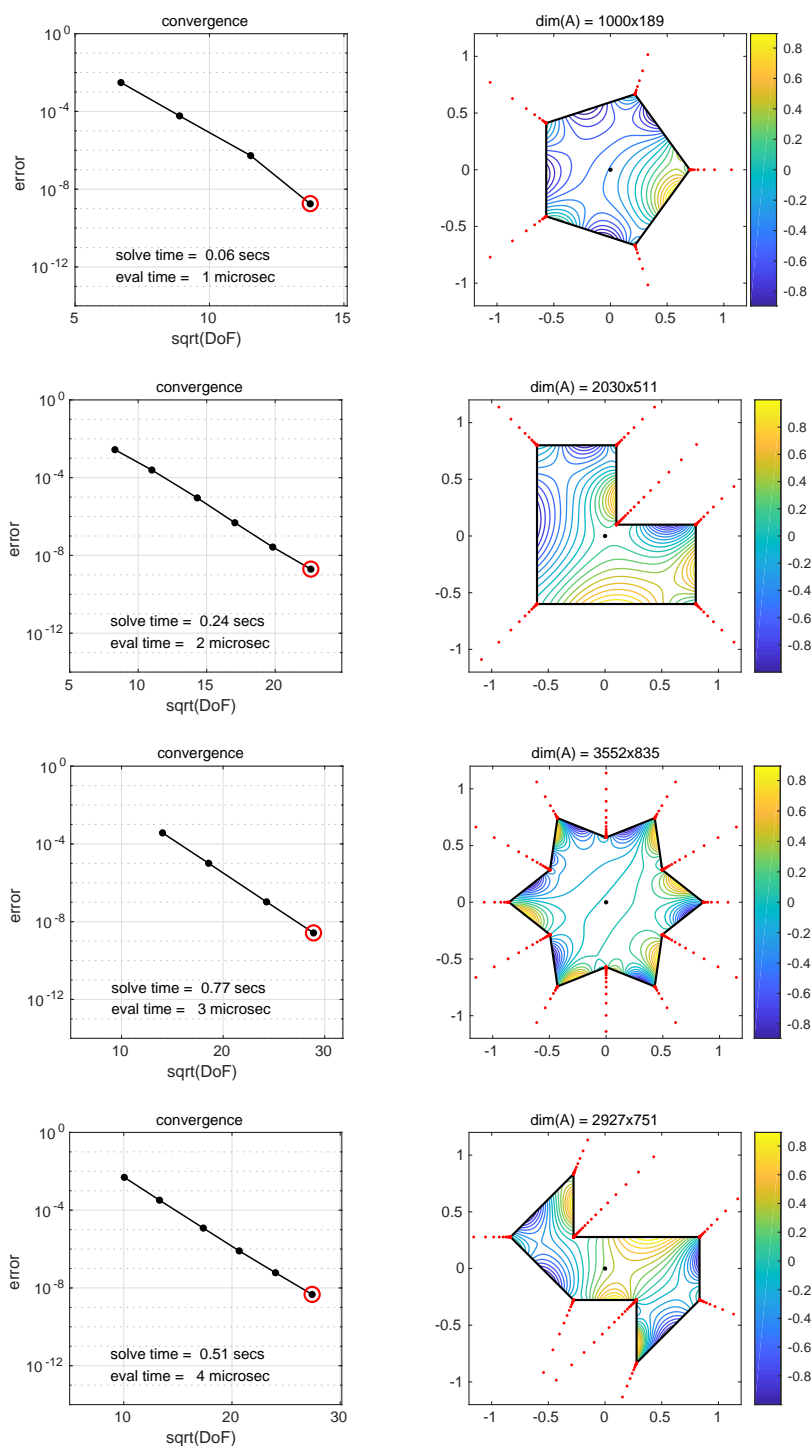 convergence
10^0
10^-4
10^-8
10^-12
error
solve time = 0.06 secs
eval time = 1 microsec
5 10 15
sqrt(DoF)
dim(A) = 1000x189
1
0.5
0
-0.5
-1
-1 -0.5 0 0.5 1
0.8
0.6
0.4
0.2
0
-0.2
-0.4
-0.6
-0.8
convergence
10^0
10^-4
10^-8
10^-12
error
solve time = 0.24 secs
eval time = 2 microsec
5 10 15 20
sqrt(DoF)
dim(A) = 2030x511
1
0.5
0
-0.5
-1
-1 -0.5 0 0.5 1
0.8
0.6
0.4
0.2
0
-0.2
-0.4
-0.6
-0.8
convergence
10^0
10^-4
10^-8
10^-12
error
solve time = 0.77 secs
eval time = 3 microsec
10 20 30
sqrt(DoF)
dim(A) = 3552x835
1
0.5
0
-0.5
-1
-1 -0.5 0 0.5 1
0.8
0.6
0.4
0.2
0
-0.2
-0.4
-0.6
-0.8
convergence
10^0
10^-4
10^-8
10^-12
error
solve time = 0.51 secs
eval time = 4 microsec
10 20 30
sqrt(DoF)
dim(A) = 2927x751
1
0.5
0
-0.5
-1
-1 -0.5 0 0.5 1
0.8
0.6
0.4
0.2
0
-0.2
-0.4
-0.6
-0.8